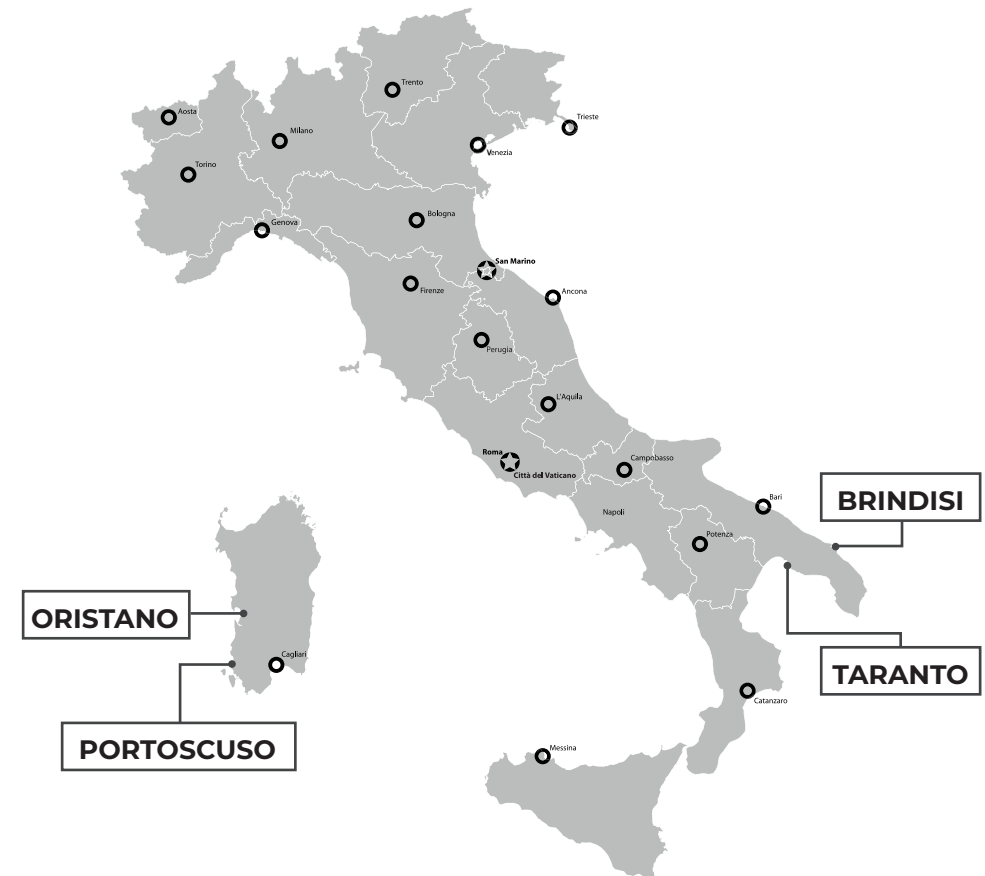 Trento
Aosta
Trieste
Milano
Venezia
Torino
Bologna
Genova
San Marino
Firenze
Ancona
Perugia
L'Aquila
Roma
Città del Vaticano
Campobasso
BRINDISI
Bari
Napoli
Potenza
ORISTANO
Cagliari
TARANTO
Catanzaro
PORTOSCUSO
Messina